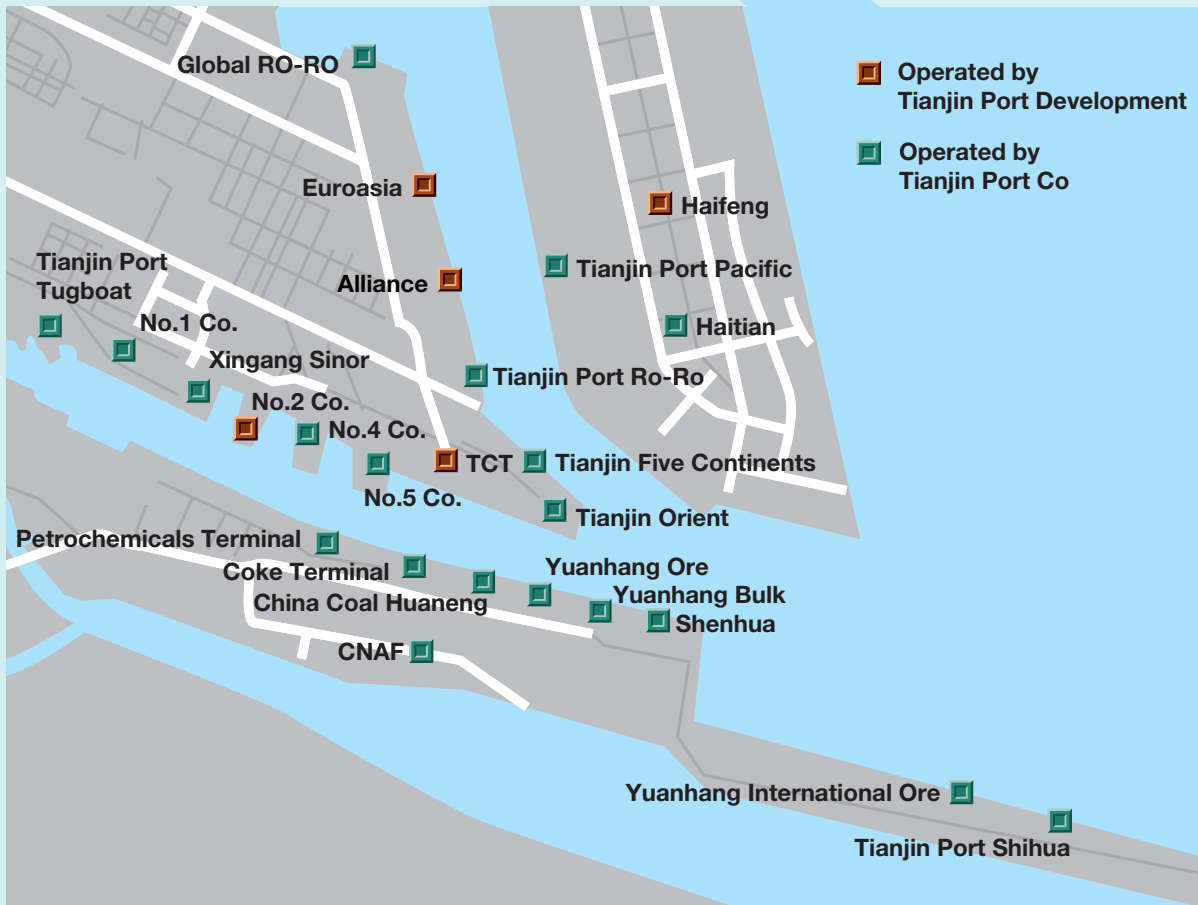 Global RO-RO
Operated by
Tianjin Port Development
Operated by
Tianjin Port Co
Euroasia
Haifeng
Tianjin Port
Tugboat
Alliance
Tianjin Port Pacific
No.1 Co.
Haitian
Xingang Sinor
Tianjin Port Ro-Ro
No.2 Co.
No.4 Co.
TCT
Tianjin Five Continents
No.5 Co.
Tianjin Orient
Petrochemicals Terminal
Coke Terminal
Yuanhang Ore
China Coal Huaneng
Yuanhang Bulk
Shenhua
CNAF
Yuanhang International Ore
Tianjin Port Shihua